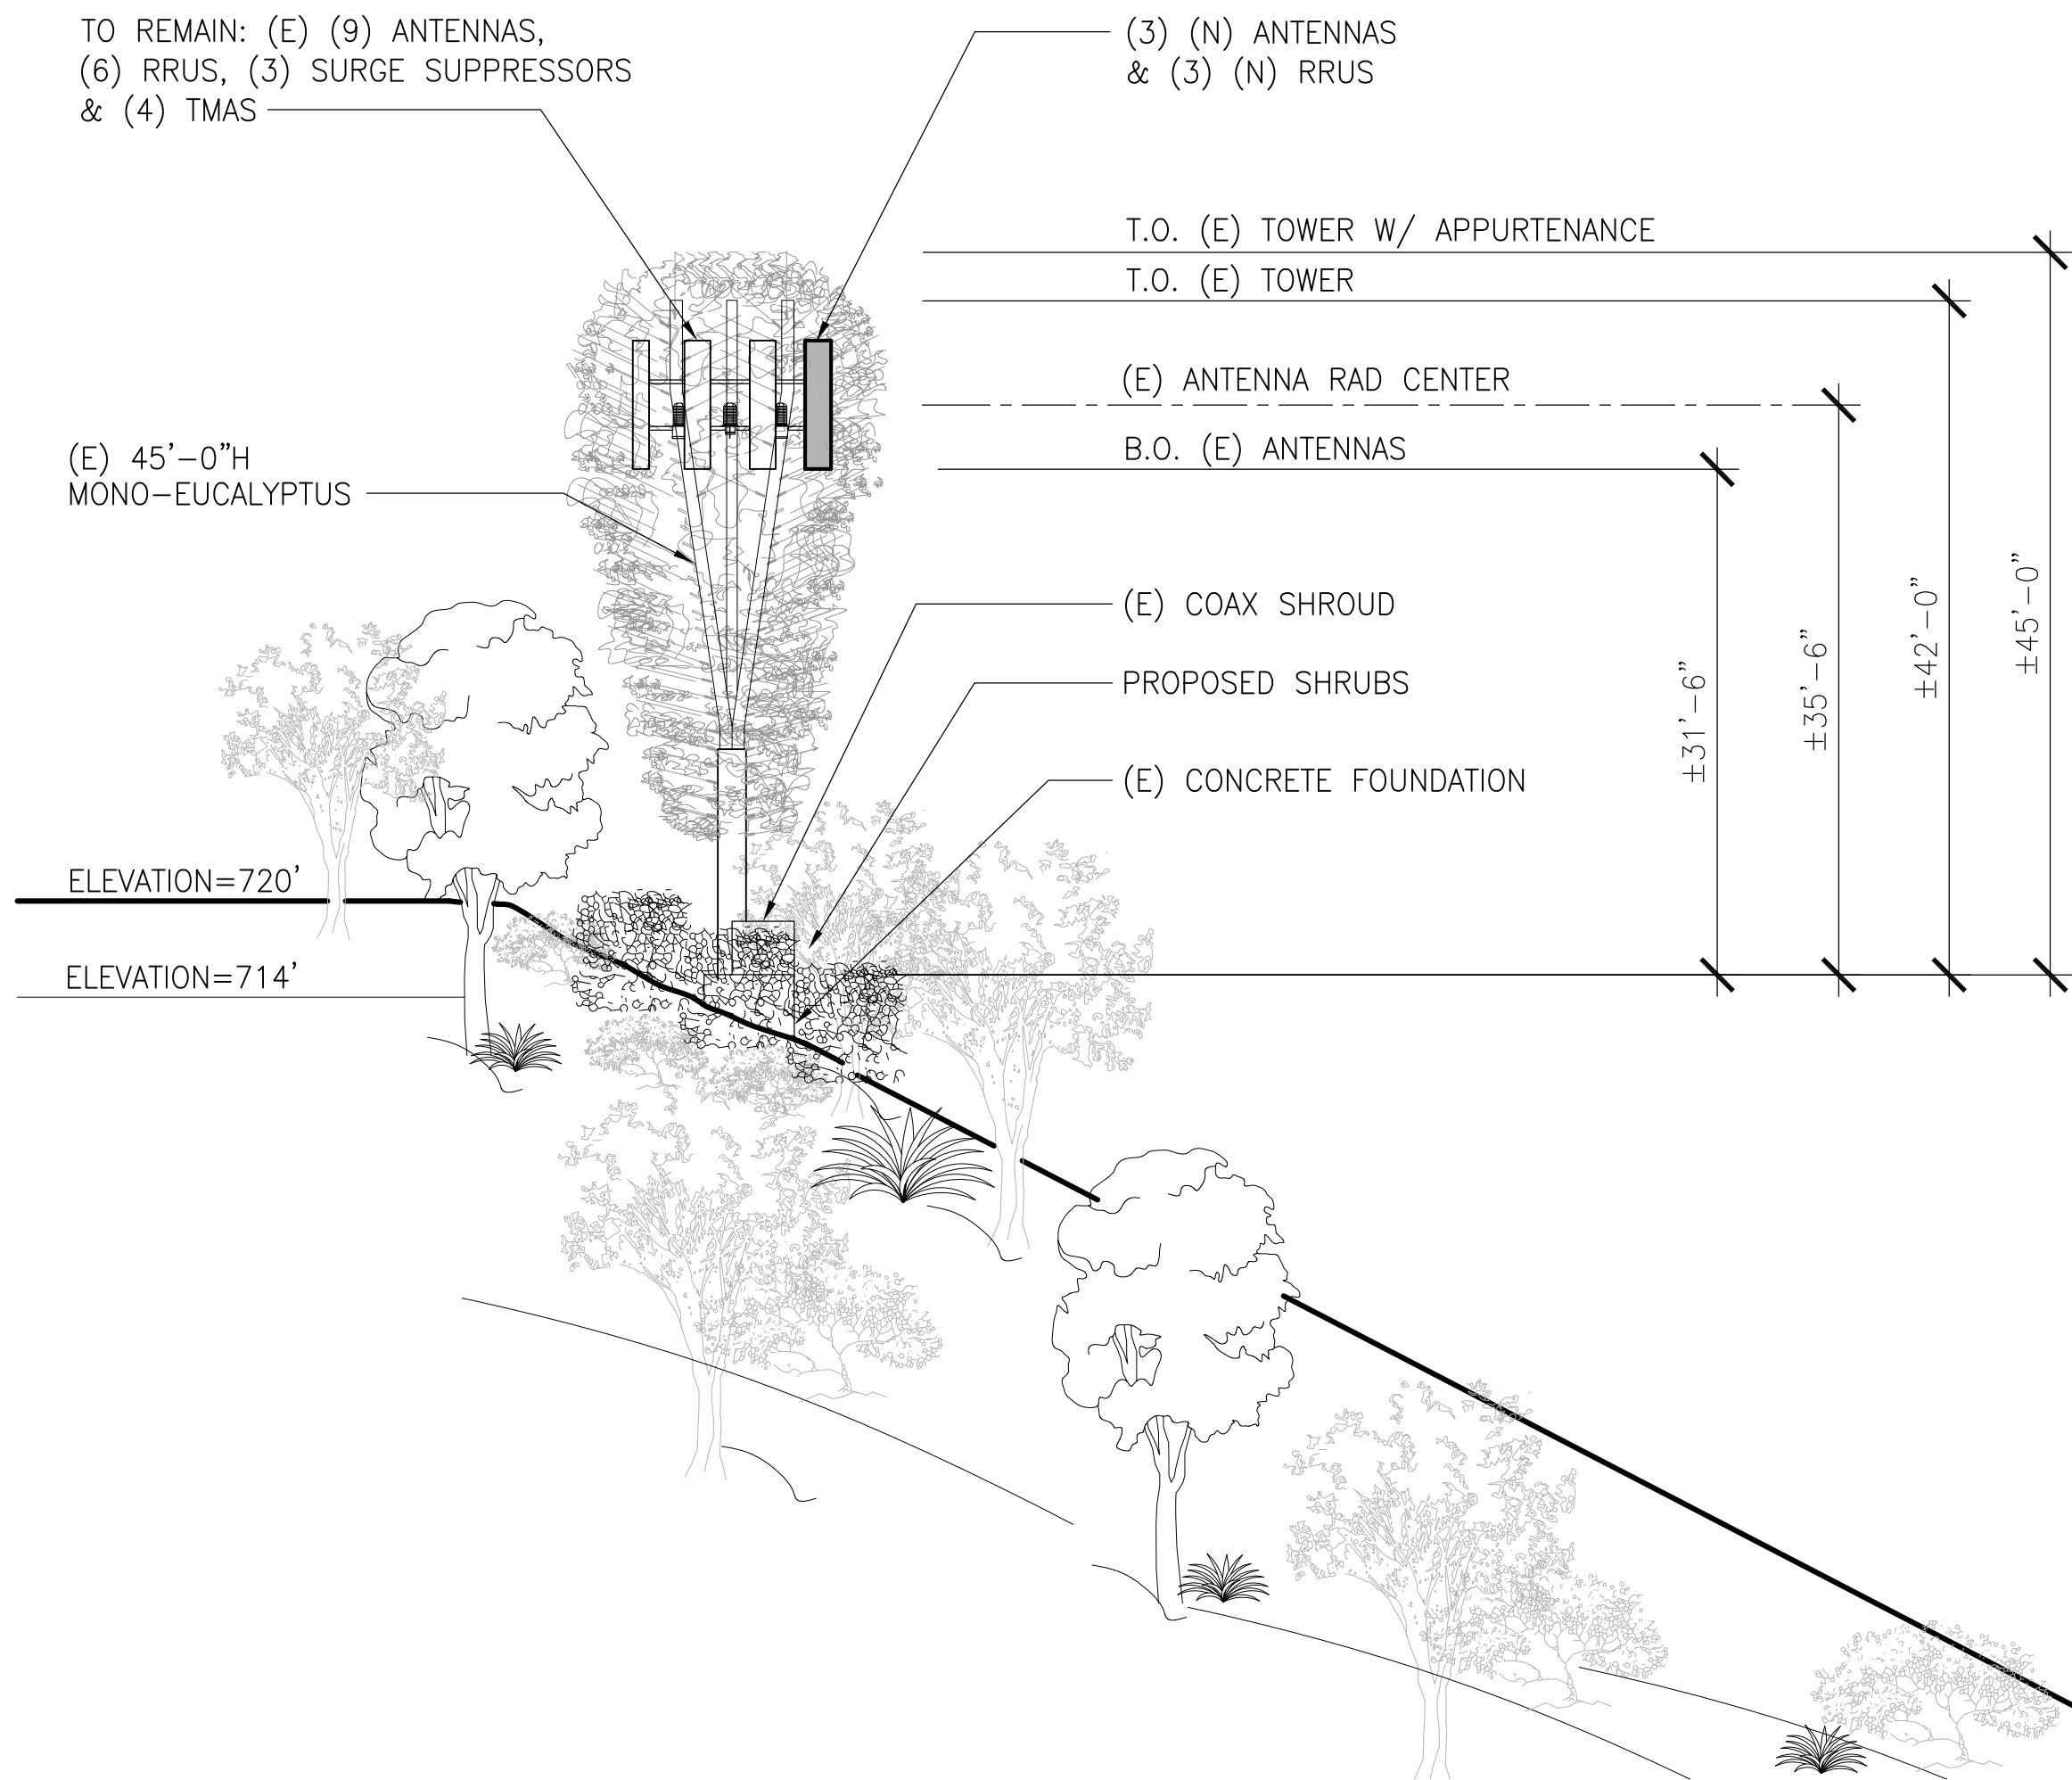 TO REMAIN: (E) (9) ANTENNAS,
(6) RRUS, (3) SURGE SUPPRESSORS
& (4) TMAS
(3) (N) ANTENNAS
& (3) (N) RRUS
T.O. (E) TOWER W/ APPURTENANCE
T.O. (E) TOWER
(E) ANTENNA RAD CENTER
B.O. (E) ANTENNAS
(E) 45'-0"H
MONO-EUCALYPTUS
(E) COAX SHROUD
PROPOSED SHRUBS
(E) CONCRETE FOUNDATION
±31'-6"
±35'-6"
±42'-0"
±45'-0"
ELEVATION=720'
ELEVATION=714'